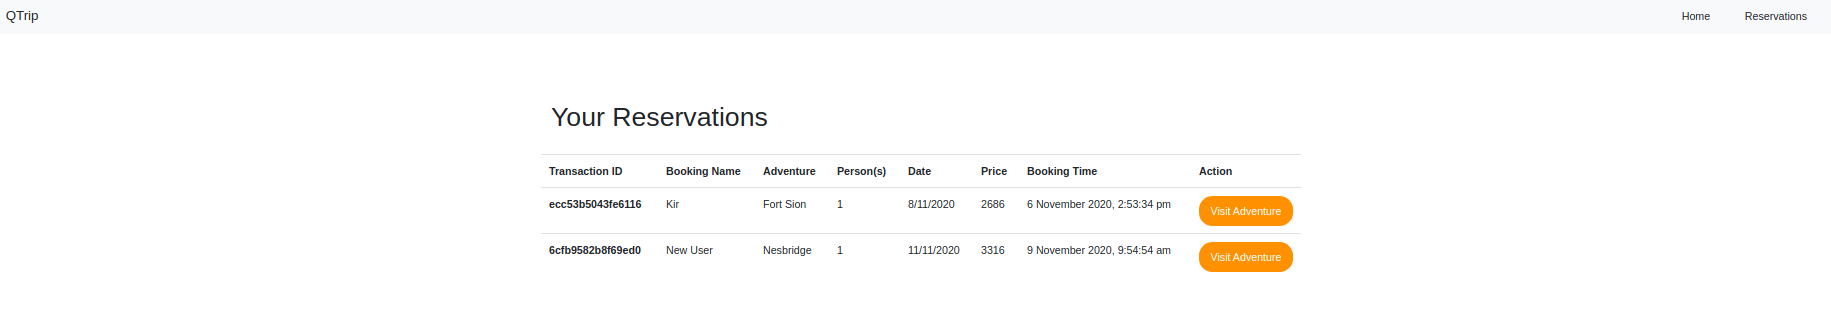 QTrip Home Reservations
Your Reservations
Transaction ID Booking Name Adventure Person(s) Date Price Booking Time Action
ecc53b5043fe6116 Kir Fort Sion 1 8/11/2020 2686 6 November 2020, 2:53:34 pm Visit Adventure
6cfb9582b8f69ed0 New User Nesbridge 1 11/11/2020 3316 9 November 2020, 9:54:54 am Visit Adventure